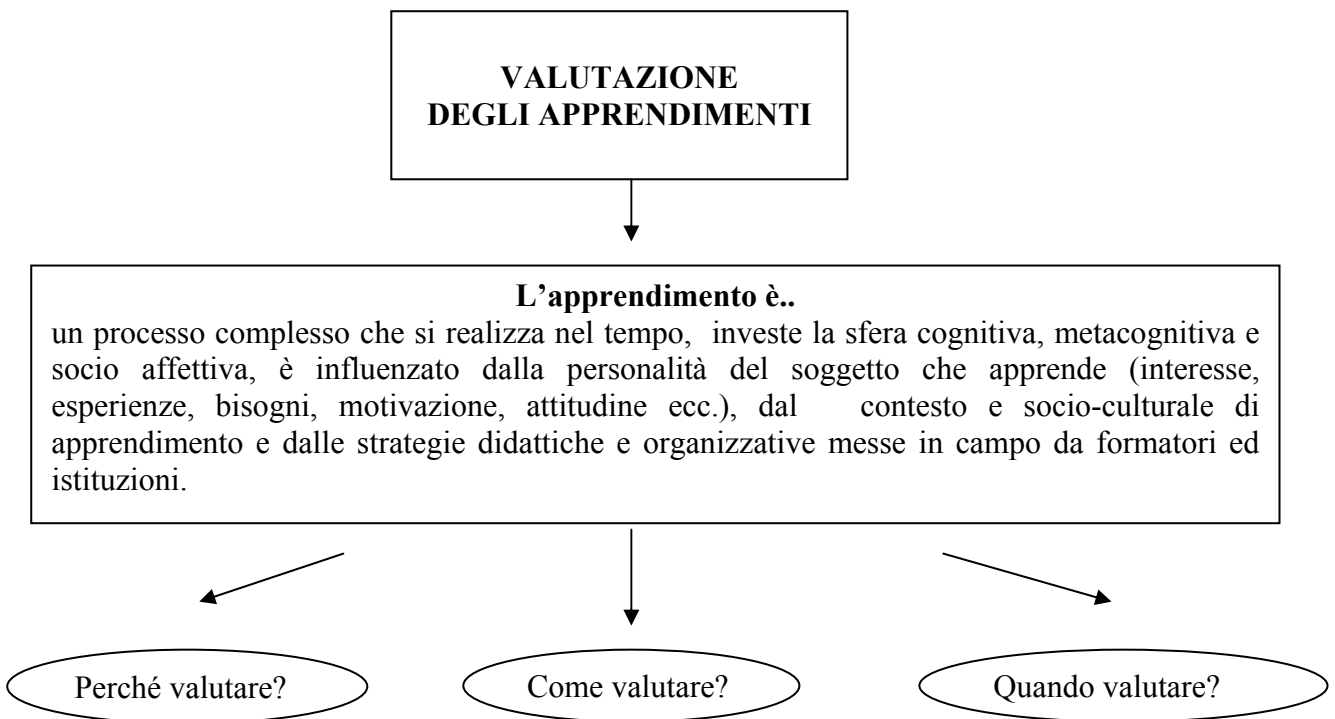 VALUTAZIONE
DEGLI APPRENDIMENTI
L’apprendimento è..
un processo complesso che si realizza nel tempo, investe la sfera cognitiva, metacognitiva e
socio affettiva, è influenzato dalla personalità del soggetto che apprende (interesse,
esperienze, bisogni, motivazione, attitudine ecc.), dal contesto e socio-culturale di
apprendimento e dalle strategie didattiche e organizzative messe in campo da formatori ed
istituzioni.
Perché valutare?
Come valutare?
Quando valutare?